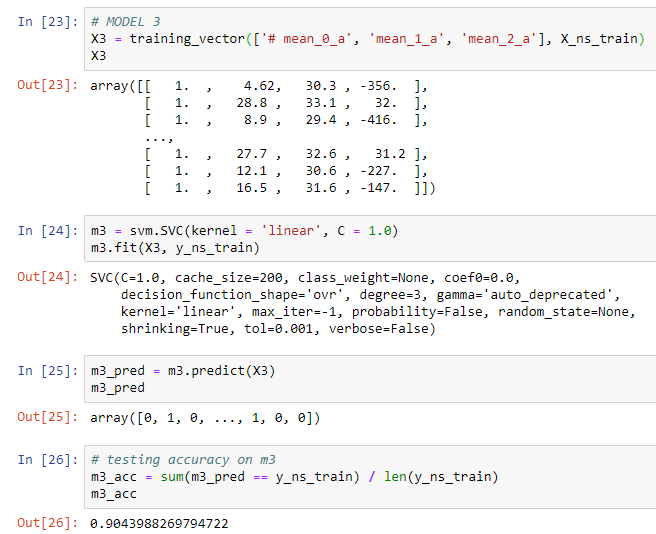 In [23]: # MODEL 3
X3 = training_vector(['# mean_0_a', 'mean_1_a', 'mean_2_a'], X_ns_train)
X3
Out[23]: array([[   1.  ,    4.62,   30.3 , -356.  ],
[   1.  ,   28.8 ,   33.1 ,   32.  ],
[   1.  ,    8.9 ,   29.4 , -416.  ],
...,
[   1.  ,   27.7 ,   32.6 ,   31.2 ],
[   1.  ,   12.1 ,   30.6 , -227.  ],
[   1.  ,   16.5 ,   31.6 , -147.  ]])
In [24]: m3 = svm.SVC(kernel = 'linear', C = 1.0)
m3.fit(X3, y_ns_train)
Out[24]: SVC(C=1.0, cache_size=200, class_weight=None, coef0=0.0,
decision_function_shape='ovr', degree=3, gamma='auto_deprecated',
kernel='linear', max_iter=-1, probability=False, random_state=None,
shrinking=True, tol=0.001, verbose=False)
In [25]: m3_pred = m3.predict(X3)
m3_pred
Out[25]: array([0, 1, 0, ..., 1, 0, 0])
In [26]: # testing accuracy on m3
m3_acc = sum(m3_pred == y_ns_train) / len(y_ns_train)
m3_acc
Out[26]: 0.9043988269794722